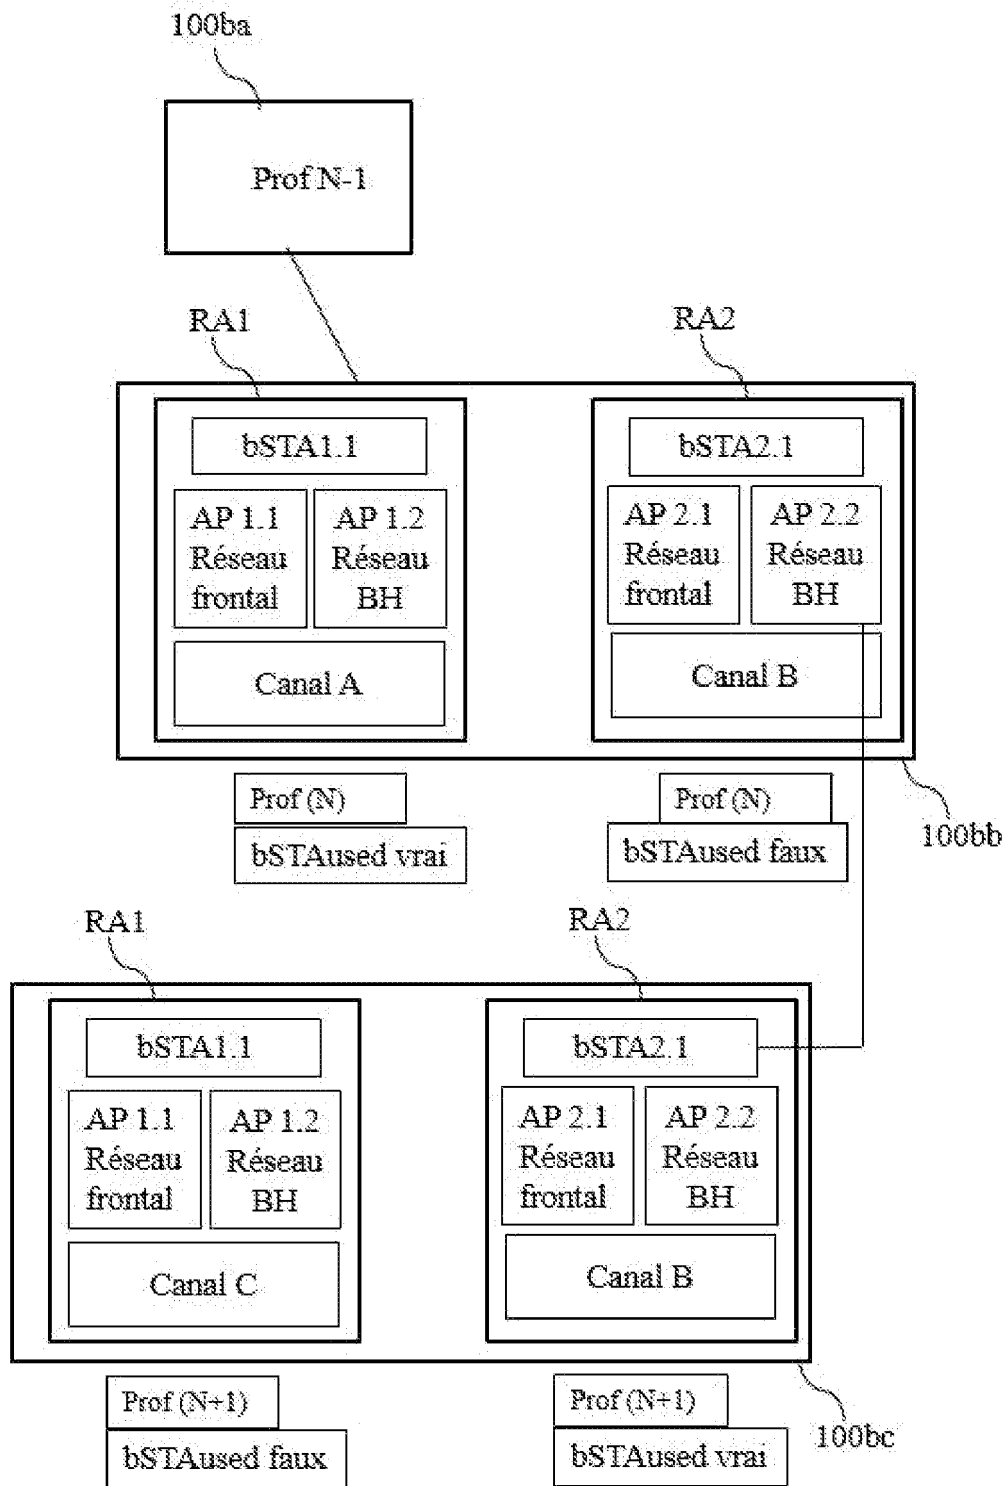 100ba
Prof N-1
RA1
RA2
bSTA1.1
bSTA2.1
AP 1.1
Réseau
frontal
AP 1.2
Réseau
BH
AP 2.1
Réseau
frontal
AP 2.2
Réseau
BH
Canal A
Canal B
Prof (N)
bSTAused vrai
Prof (N)
bSTAused faux
100bb
RA1
RA2
bSTA1.1
bSTA2.1
AP 1.1
Réseau
frontal
AP 1.2
Réseau
BH
AP 2.1
Réseau
frontal
AP 2.2
Réseau
BH
Canal C
Canal B
Prof (N+1)
bSTAused faux
Prof (N+1)
bSTAused vrai
100bc